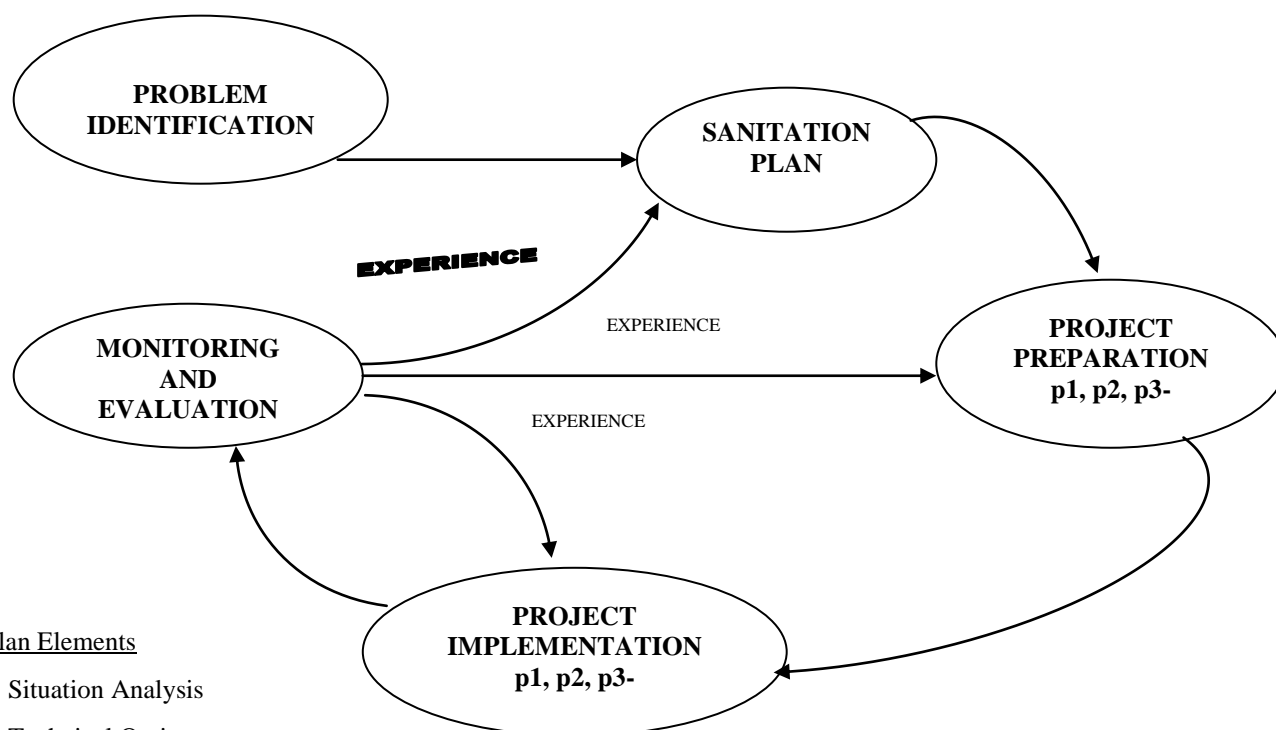 PROBLEM
IDENTIFICATION
SANITATION
PLAN
EXPERIENCE
EXPERIENCE
PROJECT
PREPARATION
p1, p2, p3-
MONITORING
AND
EVALUATION
EXPERIENCE
PROJECT
IMPLEMENTATION
p1, p2, p3-
lan Elements
Situation Analysis